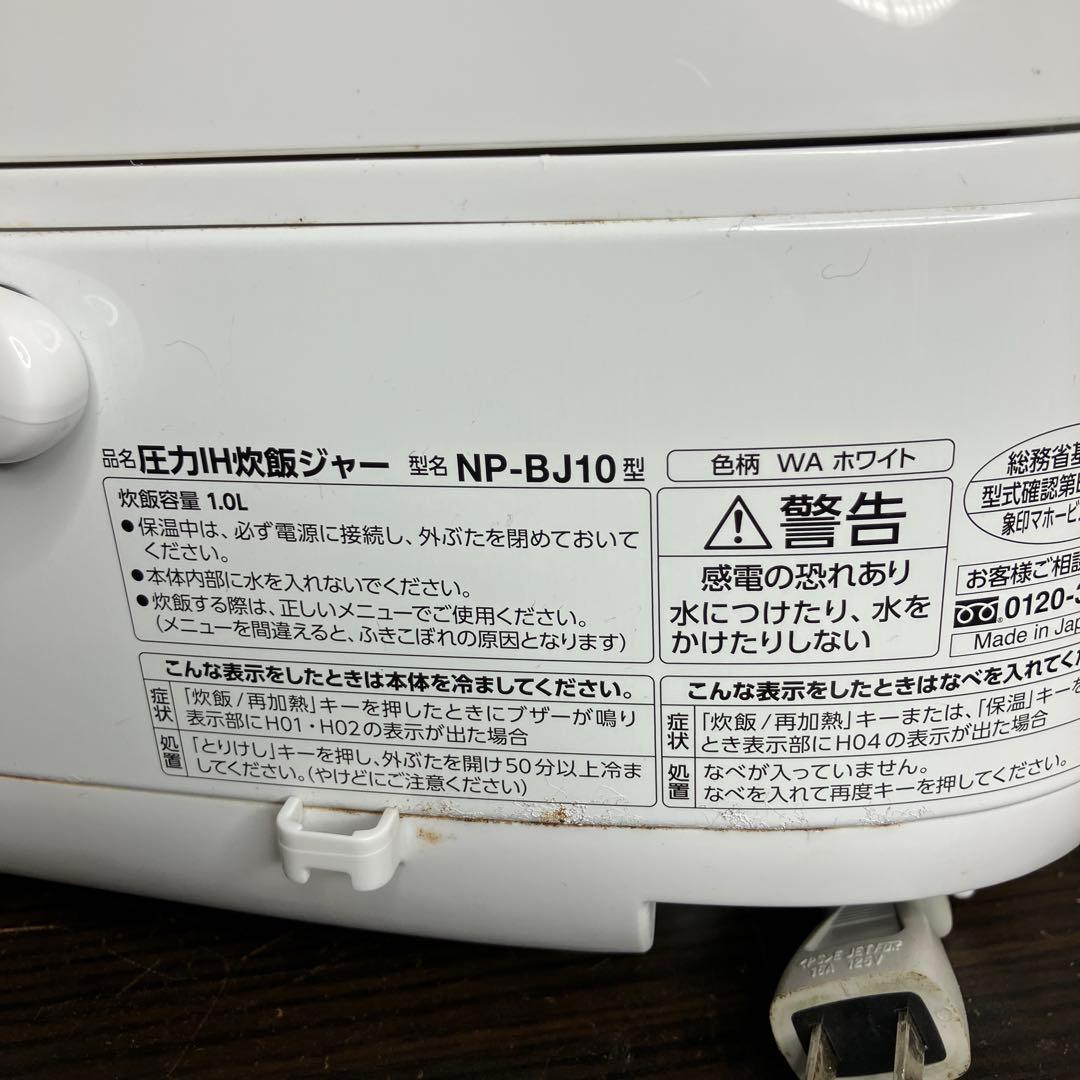 品名 圧力IH炊飯ジャー 型名 NP-BJ10 型
炊飯容量 1.0L
●保温中は、必ず電源に接続し、外ぶたを閉めておいて
ください。
●本体内部に水を入れないでください。
●炊飯する際は、正しいメニューでご使用ください。
(メニューを間違えると、ふきこぼれの原因となります)
こんな表示をしたときは本体を冷ましてください。
症状 「炊飯/再加熱」キーを押したときにブザーが鳴り
表示部にH01・H02の表示が出た場合
処置 「とりけし」キーを押し、外ぶたを開け50分以上冷ま
してください。(やけどにご注意ください)
色柄 WA ホワイト
警告
感電の恐れあり
水につけたり、水を
かけたりしない
こんな表示をしたときはなべを入れてくだ
症状 「炊飯/再加熱」キーまたは、「保温」キーを
とき表示部にH04の表示が出た場合
処置 なべが入っていません。
なべを入れて再度キーを押してください。
総務省基
型式確認第
象印マホービ
お客様ご相談
0120-3
Made in Jap
15A 125V